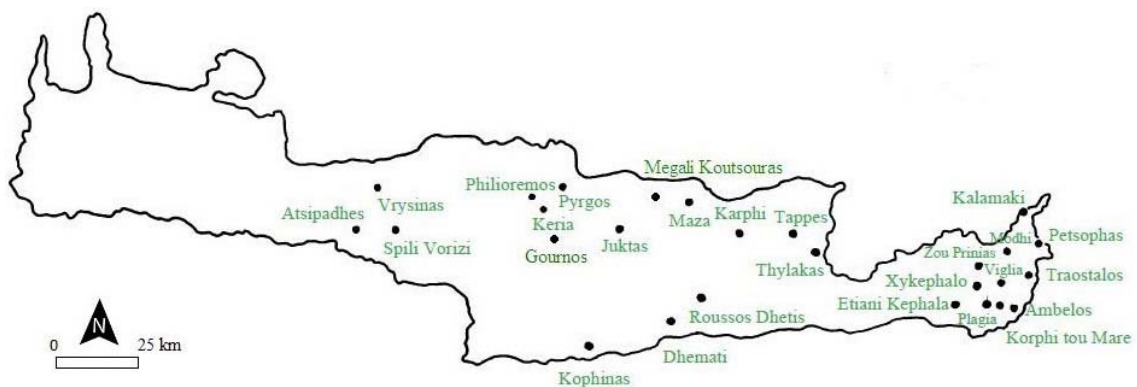 Megali Koutsouras
Philioremos
Pyrgos
Vrysinas
Maza
Kalamaki
Atsipadhes
Keria
Karphi
Tappes
Spili Vorizi
Juktas
Modhi
Petsophas
Gournos
Zou Prinias
Thylakas
Viglia
Traostalos
Xykephalo
Etiani Kephala
Roussos Dhetis
Plagia
Ambelos
N
Korphi tou Mare
0
25 km
Dhemati
Kophinas